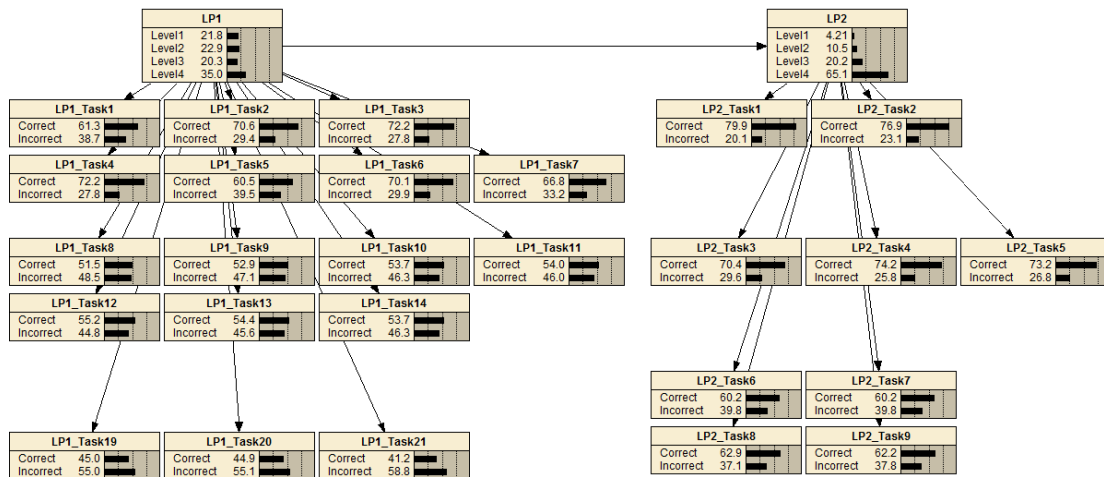 LP1
Level1 21.8
Level2 22.9
Level3 20.3
Level4 35.0
LP2
Level1 4.21
Level2 10.5
Level3 20.2
Level4 65.1
LP1_Task1
Correct 61.3
Incorrect 38.7
LP1_Task2
Correct 70.6
Incorrect 29.4
LP1_Task3
Correct 72.2
Incorrect 27.8
LP2_Task1
Correct 79.9
Incorrect 20.1
LP2_Task2
Correct 76.9
Incorrect 23.1
LP1_Task4
Correct 72.2
Incorrect 27.8
LP1_Task5
Correct 60.5
Incorrect 39.5
LP1_Task6
Correct 70.1
Incorrect 29.9
LP1_Task7
Correct 66.8
Incorrect 33.2
LP1_Task8
Correct 51.5
Incorrect 48.5
LP1_Task9
Correct 52.9
Incorrect 47.1
LP1_Task10
Correct 53.7
Incorrect 46.3
LP1_Task11
Correct 54.0
Incorrect 46.0
LP2_Task3
Correct 70.4
Incorrect 29.6
LP2_Task4
Correct 74.2
Incorrect 25.8
LP2_Task5
Correct 73.2
Incorrect 26.8
LP1_Task12
Correct 55.2
Incorrect 44.8
LP1_Task13
Correct 54.4
Incorrect 45.6
LP1_Task14
Correct 53.7
Incorrect 46.3
LP2_Task6
Correct 60.2
Incorrect 39.8
LP2_Task7
Correct 60.2
Incorrect 39.8
LP1_Task19
Correct 45.0
Incorrect 55.0
LP1_Task20
Correct 44.9
Incorrect 55.1
LP1_Task21
Correct 41.2
Incorrect 58.8
LP2_Task8
Correct 62.9
Incorrect 37.1
LP2_Task9
Correct 62.2
Incorrect 37.8